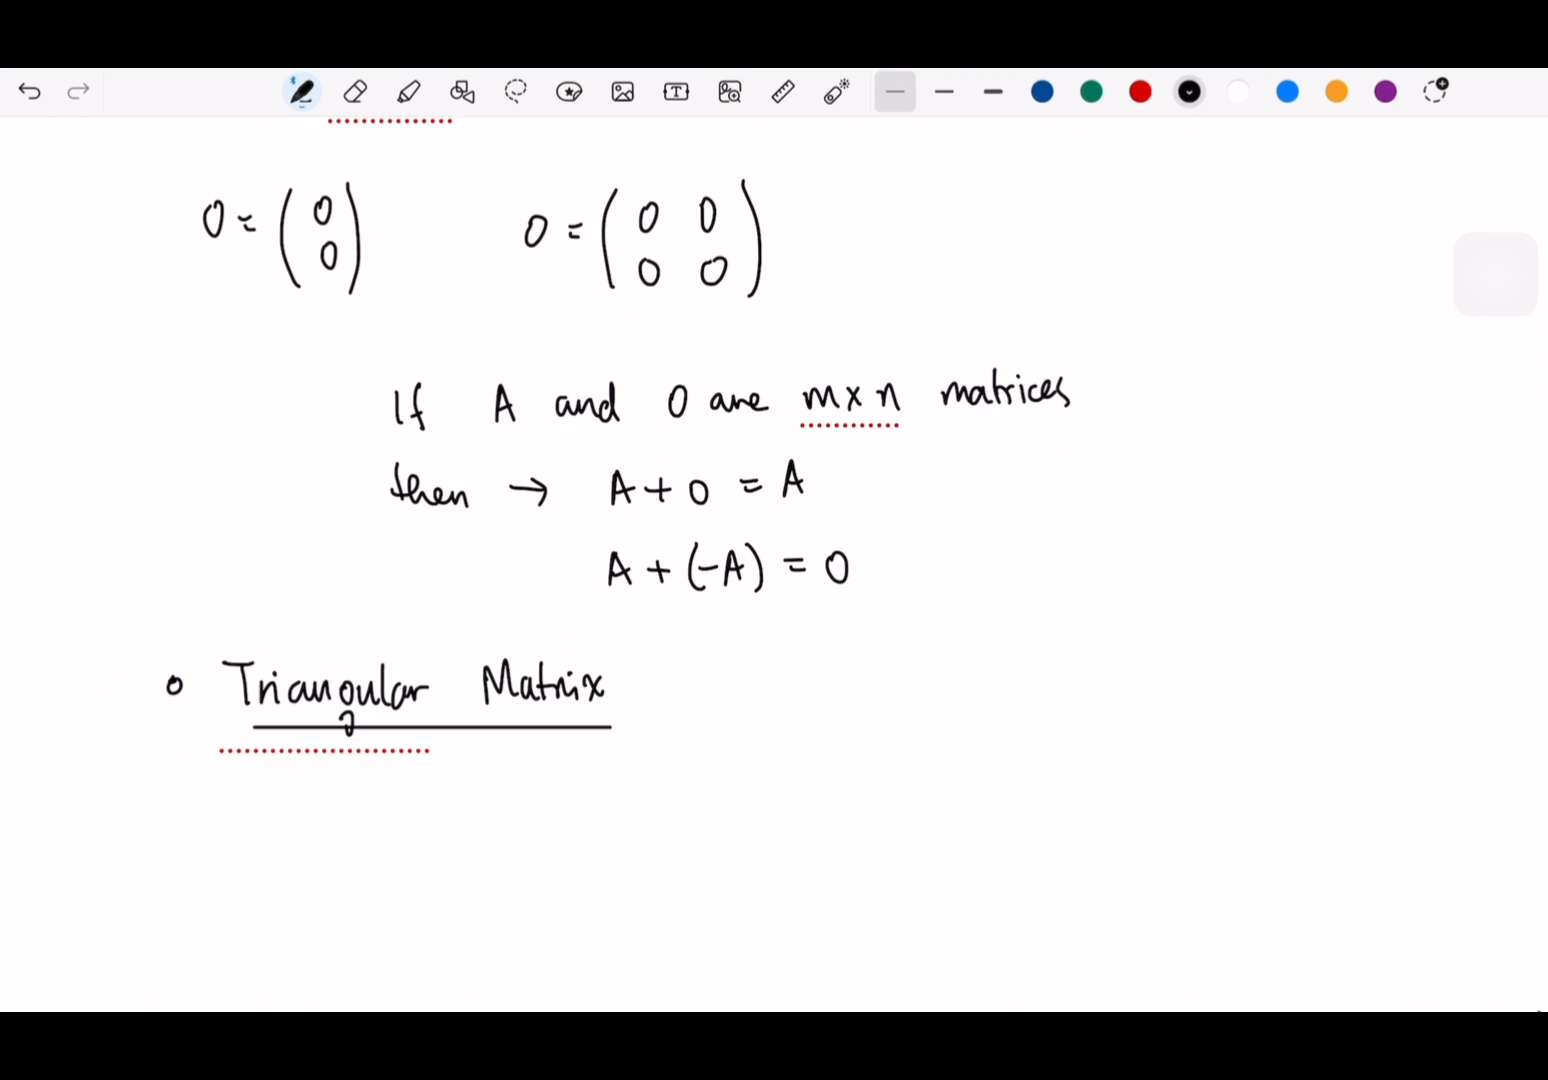 0 = ( 0 0 ) 0 = ( 0 0 0 0 )
If A and 0 are m x n matrices
then → A + 0 = A
A + (-A) = 0
o Triangular Matrix